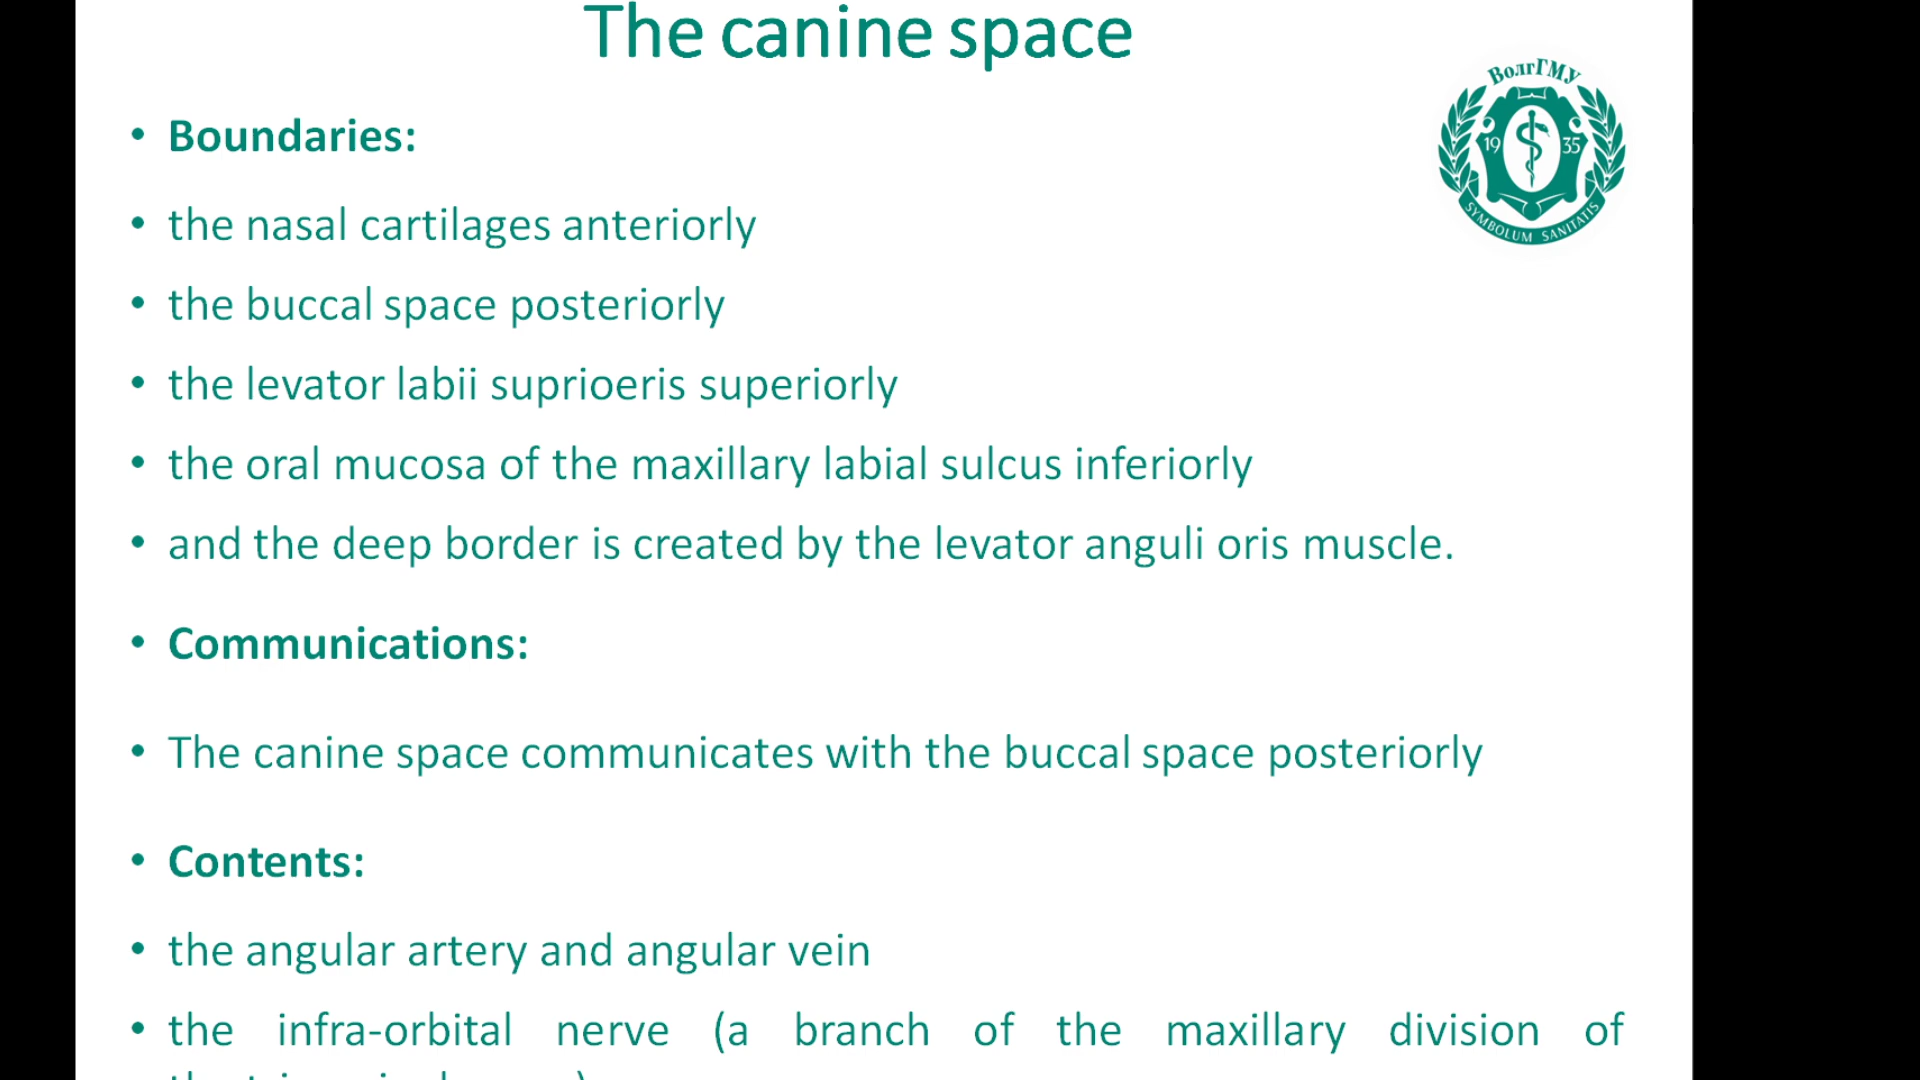 The canine space
ВолгГМУ
19 35
SYMBOLUM SANITATIS
• Boundaries:
• the nasal cartilages anteriorly
• the buccal space posteriorly
• the levator labii suprioeris superiorly
• the oral mucosa of the maxillary labial sulcus inferiorly
• and the deep border is created by the levator anguli oris muscle.
• Communications:
• The canine space communicates with the buccal space posteriorly
• Contents:
• the angular artery and angular vein
• the infra-orbital nerve (a branch of the maxillary division of